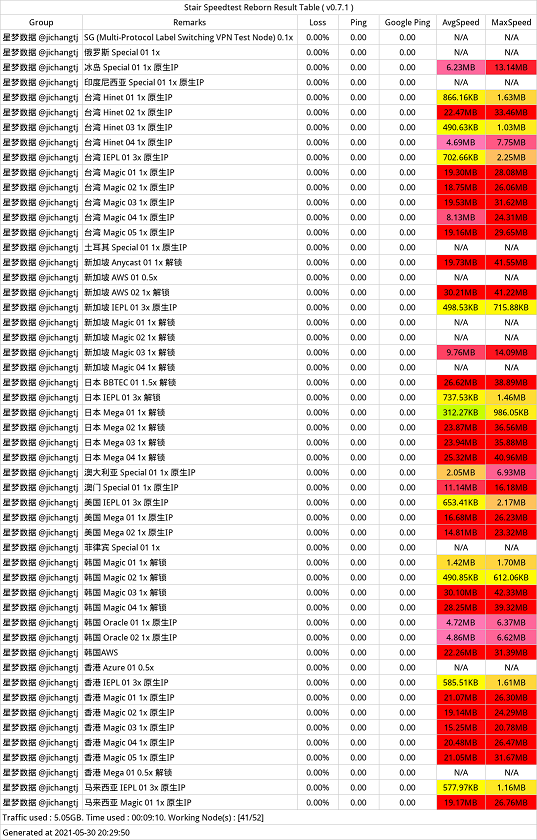 Stair Speedtest Reborn Result Table ( v0.7.1 )
Group Remarks Loss Ping Google Ping AvgSpeed MaxSpeed
星梦数据 @jichangtj SG (Multi-Protocol Label Switching VPN Test Node) 0.1x 0.00% 0.00 0.00 N/A N/A
星梦数据 @jichangtj 俄罗斯 Special 01 1x 0.00% 0.00 0.00 N/A N/A
星梦数据 @jichangtj 冰岛 Special 01 1x 原生IP 0.00% 0.00 0.00 6.23MB 13.14MB
星梦数据 @jichangtj 印度尼西亚 Special 01 1x 原生IP 0.00% 0.00 0.00 N/A N/A
星梦数据 @jichangtj 台湾 Hinet 01 1x 原生IP 0.00% 0.00 0.00 866.16KB 1.63MB
星梦数据 @jichangtj 台湾 Hinet 02 1x 原生IP 0.00% 0.00 0.00 22.47MB 33.46MB
星梦数据 @jichangtj 台湾 Hinet 03 1x 原生IP 0.00% 0.00 0.00 490.63KB 1.03MB
星梦数据 @jichangtj 台湾 Hinet 04 1x 原生IP 0.00% 0.00 0.00 4.69MB 7.75MB
星梦数据 @jichangtj 台湾 IEPL 01 3x 原生IP 0.00% 0.00 0.00 702.66KB 2.25MB
星梦数据 @jichangtj 台湾 Magic 01 1x 原生IP 0.00% 0.00 0.00 19.30MB 28.08MB
星梦数据 @jichangtj 台湾 Magic 02 1x 原生IP 0.00% 0.00 0.00 18.75MB 26.06MB
星梦数据 @jichangtj 台湾 Magic 03 1x 原生IP 0.00% 0.00 0.00 19.53MB 31.62MB
星梦数据 @jichangtj 台湾 Magic 04 1x 原生IP 0.00% 0.00 0.00 8.13MB 24.31MB
星梦数据 @jichangtj 台湾 Magic 05 1x 原生IP 0.00% 0.00 0.00 19.16MB 29.65MB
星梦数据 @jichangtj 土耳其 Special 01 1x 原生IP 0.00% 0.00 0.00 N/A N/A
星梦数据 @jichangtj 新加坡 Anycast 01 1x 解锁 0.00% 0.00 0.00 19.73MB 41.55MB
星梦数据 @jichangtj 新加坡 AWS 01 0.5x 0.00% 0.00 0.00 N/A N/A
星梦数据 @jichangtj 新加坡 AWS 02 1x 解锁 0.00% 0.00 0.00 30.21MB 41.22MB
星梦数据 @jichangtj 新加坡 IEPL 01 3x 原生IP 0.00% 0.00 0.00 498.53KB 715.88KB
星梦数据 @jichangtj 新加坡 Magic 01 1x 解锁 0.00% 0.00 0.00 N/A N/A
星梦数据 @jichangtj 新加坡 Magic 02 1x 解锁 0.00% 0.00 0.00 N/A N/A
星梦数据 @jichangtj 新加坡 Magic 03 1x 解锁 0.00% 0.00 0.00 9.76MB 14.09MB
星梦数据 @jichangtj 新加坡 Magic 04 1x 解锁 0.00% 0.00 0.00 N/A N/A
星梦数据 @jichangtj 日本 BBTEC 01 1.5x 解锁 0.00% 0.00 0.00 26.62MB 38.89MB
星梦数据 @jichangtj 日本 IEPL 01 3x 解锁 0.00% 0.00 0.00 737.53KB 1.46MB
星梦数据 @jichangtj 日本 Mega 01 1x 解锁 0.00% 0.00 0.00 312.27KB 986.05KB
星梦数据 @jichangtj 日本 Mega 02 1x 解锁 0.00% 0.00 0.00 23.87MB 36.56MB
星梦数据 @jichangtj 日本 Mega 03 1x 解锁 0.00% 0.00 0.00 23.94MB 35.88MB
星梦数据 @jichangtj 日本 Mega 04 1x 解锁 0.00% 0.00 0.00 25.32MB 40.96MB
星梦数据 @jichangtj 澳大利亚 Special 01 1x 原生IP 0.00% 0.00 0.00 2.05MB 6.93MB
星梦数据 @jichangtj 澳门 Special 01 1x 原生IP 0.00% 0.00 0.00 11.14MB 16.18MB
星梦数据 @jichangtj 美国 IEPL 01 3x 原生IP 0.00% 0.00 0.00 653.41KB 2.17MB
星梦数据 @jichangtj 美国 Mega 01 1x 原生IP 0.00% 0.00 0.00 15.68MB 26.23MB
星梦数据 @jichangtj 美国 Mega 02 1x 原生IP 0.00% 0.00 0.00 14.81MB 23.32MB
星梦数据 @jichangtj 菲律宾 Special 01 1x 0.00% 0.00 0.00 N/A N/A
星梦数据 @jichangtj 韩国 Magic 01 1x 解锁 0.00% 0.00 0.00 1.42MB 1.70MB
星梦数据 @jichangtj 韩国 Magic 02 1x 解锁 0.00% 0.00 0.00 490.85KB 612.06KB
星梦数据 @jichangtj 韩国 Magic 03 1x 解锁 0.00% 0.00 0.00 30.10MB 42.33MB
星梦数据 @jichangtj 韩国 Magic 04 1x 解锁 0.00% 0.00 0.00 28.25MB 39.32MB
星梦数据 @jichangtj 韩国 Oracle 01 1x 原生IP 0.00% 0.00 0.00 4.72MB 6.37MB
星梦数据 @jichangtj 韩国 Oracle 02 1x 原生IP 0.00% 0.00 0.00 4.86MB 6.62MB
星梦数据 @jichangtj 韩国AWS 0.00% 0.00 0.00 22.26MB 31.39MB
星梦数据 @jichangtj 香港 Azure 01 0.5x 0.00% 0.00 0.00 N/A N/A
星梦数据 @jichangtj 香港 IEPL 01 3x 原生IP 0.00% 0.00 0.00 585.51KB 1.61MB
星梦数据 @jichangtj 香港 Magic 01 1x 原生IP 0.00% 0.00 0.00 21.07MB 26.30MB
星梦数据 @jichangtj 香港 Magic 02 1x 原生IP 0.00% 0.00 0.00 19.14MB 24.29MB
星梦数据 @jichangtj 香港 Magic 03 1x 原生IP 0.00% 0.00 0.00 15.25MB 20.78MB
星梦数据 @jichangtj 香港 Magic 04 1x 原生IP 0.00% 0.00 0.00 20.48MB 26.47MB
星梦数据 @jichangtj 香港 Magic 05 1x 原生IP 0.00% 0.00 0.00 21.05MB 31.67MB
星梦数据 @jichangtj 香港 Mega 01 0.5x 解锁 0.00% 0.00 0.00 N/A N/A
星梦数据 @jichangtj 马来西亚 IEPL 01 3x 原生IP 0.00% 0.00 0.00 577.97KB 1.16MB
星梦数据 @jichangtj 马来西亚 Magic 01 1x 原生IP 0.00% 0.00 0.00 19.17MB 26.76MB
Traffic used : 5.05GB. Time used : 00:09:10. Working Node(s) : [41/52]
Generated at 2021-05-30 20:29:50